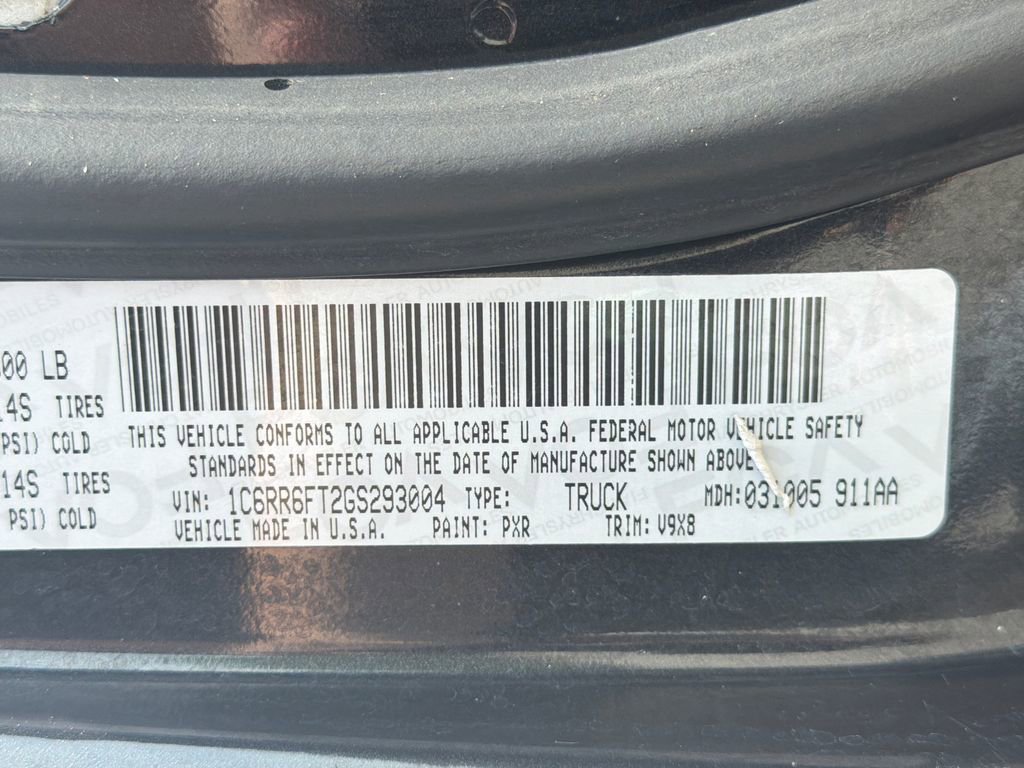 00 LB
14S TIRES
PSI) COLD
14S TIRES
PSI) COLD
THIS VEHICLE CONFORMS TO ALL APPLICABLE U.S.A. FEDERAL MOTOR VEHICLE SAFETY
STANDARDS IN EFFECT ON THE DATE OF MANUFACTURE SHOWN ABOVE
VIN: 1C6RR6FT2GS293004 TYPE: TRUCK MDH: 031005 911AA
VEHICLE MADE IN U.S.A. PAINT: PXR TRIM: V9X8